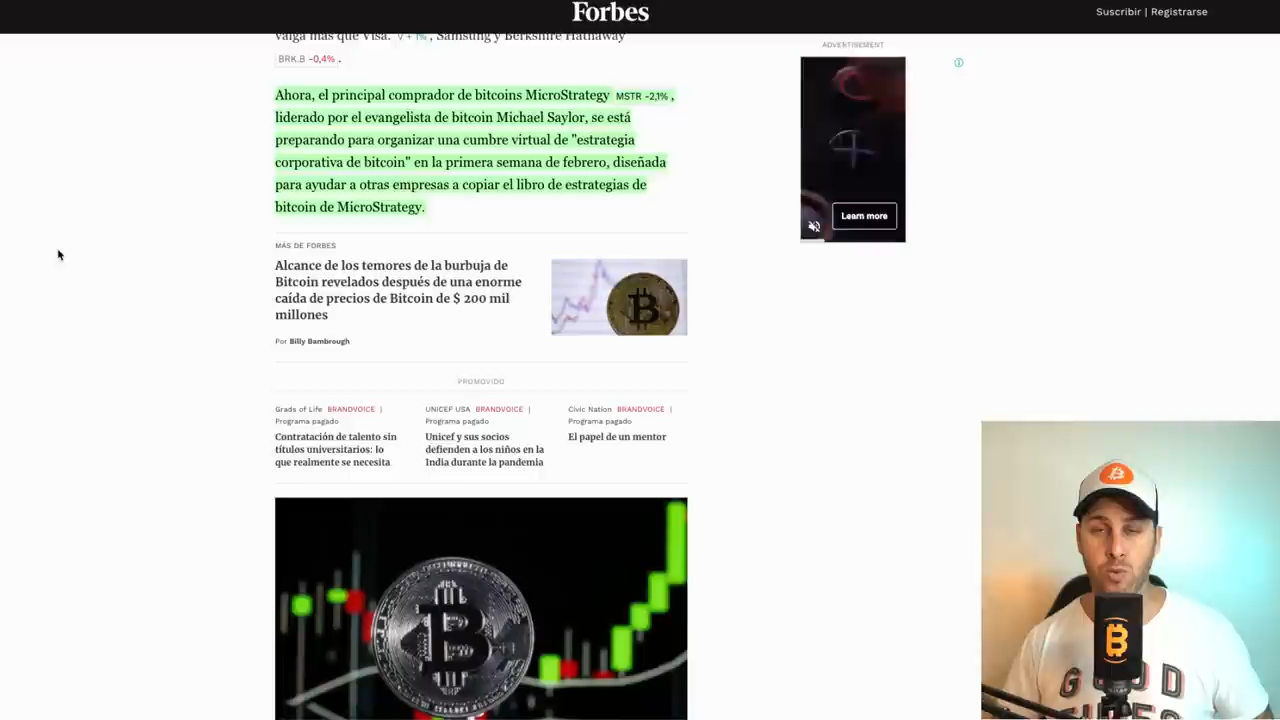 Forbes
Suscribir | Registrarse
valga más que Visa. V +1% , Samsung y Berkshire Hathaway
BRK.B -0,4% .
ADVERTISEMENT
Ahora, el principal comprador de bitcoins MicroStrategy MSTR -2,1% ,
liderado por el evangelista de bitcoin Michael Saylor, se está
preparando para organizar una cumbre virtual de "estrategia
corporativa de bitcoin" en la primera semana de febrero, diseñada
para ayudar a otras empresas a copiar el libro de estrategias de
bitcoin de MicroStrategy.
Learn more
MÁS DE FORBES
Alcance de los temores de la burbuja de
Bitcoin revelados después de una enorme
caída de precios de Bitcoin de $ 200 mil
millones
Por Billy Bambrough
PROMOVIDO
Grads of Life BRANDVOICE |
Programa pagado
Contratación de talento sin
títulos universitarios: lo
que realmente se necesita
UNICEF USA BRANDVOICE |
Programa pagado
Unicef y sus socios
defienden a los niños en la
India durante la pandemia
Civic Nation BRANDVOICE |
Programa pagado
El papel de un mentor